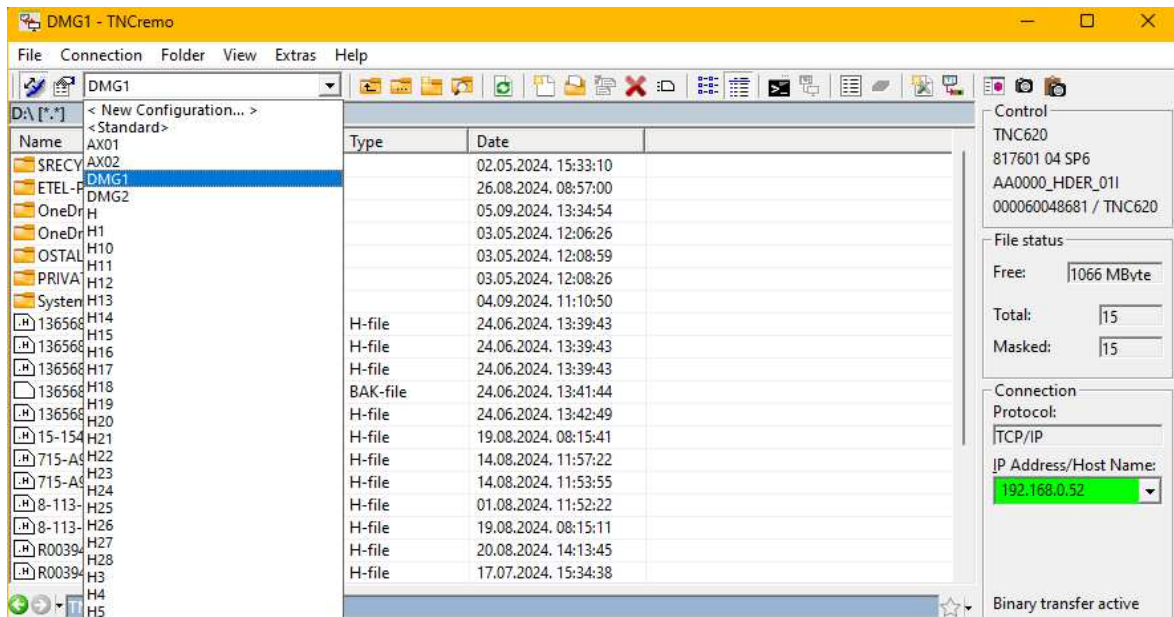 DMG1 - TNCremo
File Connection Folder View Extras Help
DMG1
D:\ [*.*]
< New Configuration... >
<Standard>
AX01
AX02
DMG1
DMG2
H
H1
H10
H11
H12
H13
H14
H15
H16
H17
H18
H19
H20
H21
H22
H23
H24
H25
H26
H27
H28
H3
H4
H5
Name Type Date
$RECY 02.05.2024. 15:33:10
ETEL-P 26.08.2024. 08:57:00
OneDr 05.09.2024. 13:34:54
OneDr 03.05.2024. 12:06:26
OSTAL 03.05.2024. 12:08:59
PRIVA 03.05.2024. 12:08:26
System 04.09.2024. 11:10:50
136568 H-file 24.06.2024. 13:39:43
136568 H-file 24.06.2024. 13:39:43
136568 H-file 24.06.2024. 13:39:43
136568 BAK-file 24.06.2024. 13:41:44
136568 H-file 24.06.2024. 13:42:49
15-154 H-file 19.08.2024. 08:15:41
715-A9 H-file 14.08.2024. 11:57:22
715-A9 H-file 14.08.2024. 11:53:55
8-113- H-file 01.08.2024. 11:52:22
8-113- H-file 19.08.2024. 08:15:11
R00394 H-file 20.08.2024. 14:13:45
R00394 H-file 17.07.2024. 15:34:38
Control
TNC620
817601 04 SP6
AA0000_HDER_01I
000060048681 / TNC620
File status
Free: 1066 MByte
Total: 15
Masked: 15
Connection
Protocol:
TCP/IP
IP Address/Host Name:
192.168.0.52
Binary transfer active